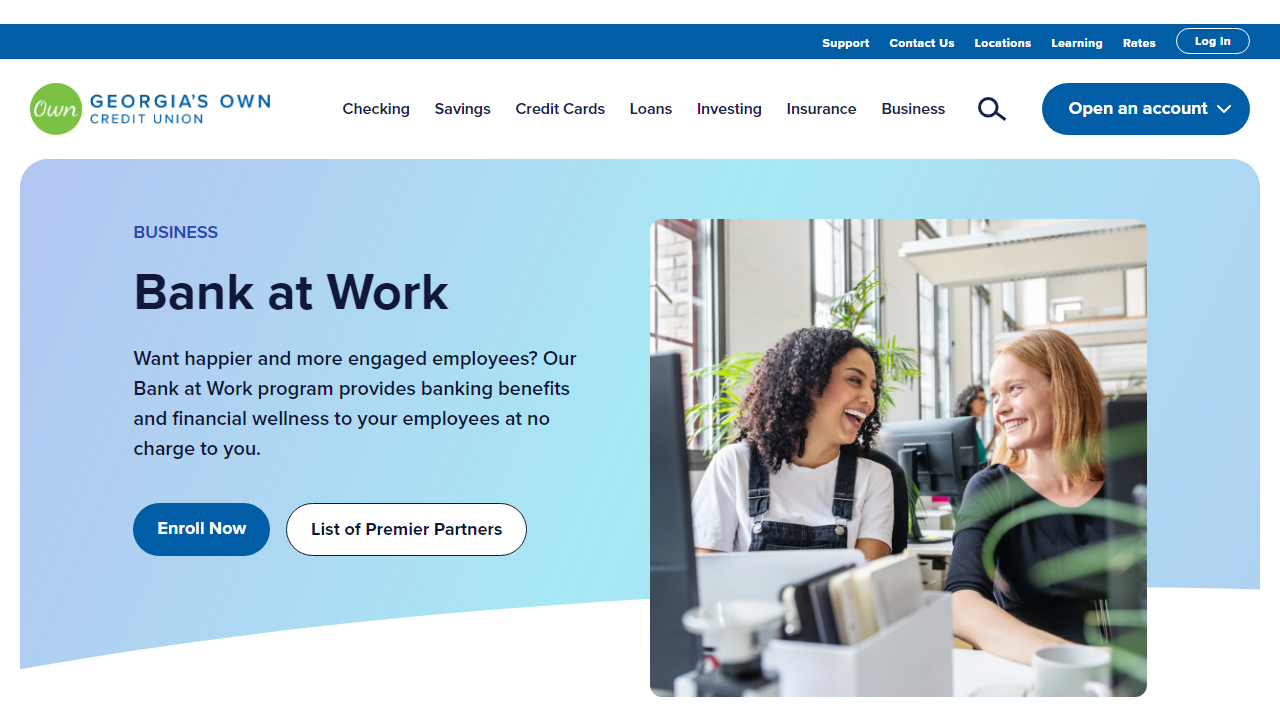 Support Contact Us Locations Learning Rates Log In
Own GEORGIA'S OWN
CREDIT UNION
Checking Savings Credit Cards Loans Investing Insurance Business Open an account
BUSINESS
Bank at Work
Want happier and more engaged employees? Our
Bank at Work program provides banking benefits
and financial wellness to your employees at no
charge to you.
Enroll Now List of Premier Partners